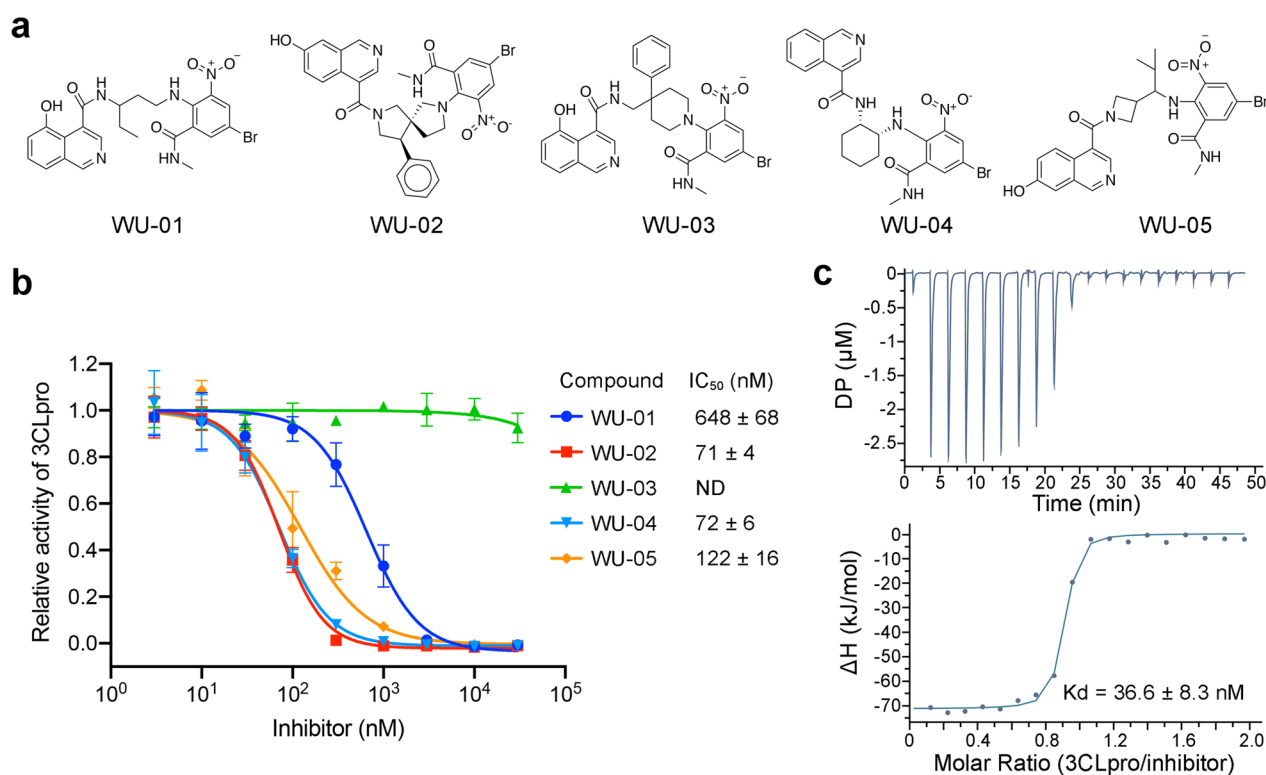 a
WU-01
WU-02
WU-03
WU-04
WU-05
OH
O
NH
H
N
N⁺
O⁻
Br
HN
N
HO
b
Relative activity of 3CLpro
1.2
1.0
0.8
0.6
0.4
0.2
0.0
10⁰
10¹
10²
10³
10⁴
10⁵
Inhibitor (nM)
Compound IC₅₀ (nM)
WU-01 648 ± 68
WU-02 71 ± 4
WU-03 ND
WU-04 72 ± 6
WU-05 122 ± 16
c
DP (µM)
0
-0.5
-1
-1.5
-2
-2.5
0 5 10 15 20 25 30 35 40 45 50
Time (min)
ΔH (kJ/mol)
0
-10
-20
-30
-40
-50
-60
-70
Kd = 36.6 ± 8.3 nM
0 0.4 0.8 1.2 1.6 2.0
Molar Ratio (3CLpro/inhibitor)